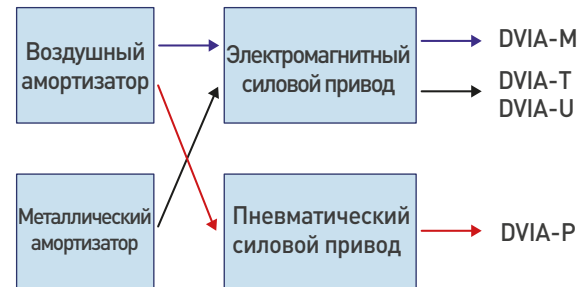 Воздушный
амортизатор
Электромагнитный
силовой привод
DVIA-M
DVIA-T
DVIA-U
Металлический
амортизатор
Пневматический
силовой привод
DVIA-P